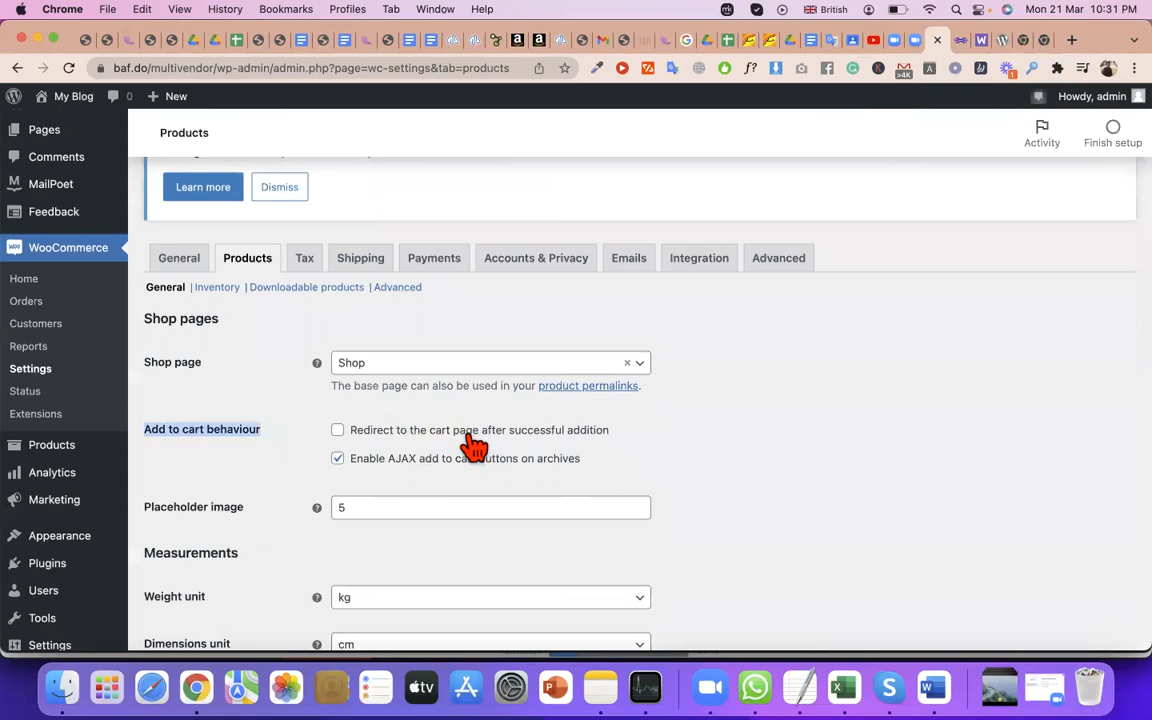 Chrome File Edit View History Bookmarks Profiles Tab Window Help British Mon 21 Mar 10:31 PM
baf.do/multivendor/wp-admin/admin.php?page=wc-settings&tab=products
My Blog 0 New Howdy, admin
Pages
Comments
MailPoet
Feedback
WooCommerce
Home
Orders
Customers
Reports
Settings
Status
Extensions
Products
Analytics
Marketing
Appearance
Plugins
Users
Tools
Settings
Products
Activity
Finish setup
Learn more Dismiss
General Products Tax Shipping Payments Accounts & Privacy Emails Integration Advanced
General | Inventory | Downloadable products | Advanced
Shop pages
Shop page Shop
The base page can also be used in your product permalinks.
Add to cart behaviour Redirect to the cart page after successful addition
Enable AJAX add to buttons on archives
Placeholder image 5
Measurements
Weight unit kg
Dimensions unit cm